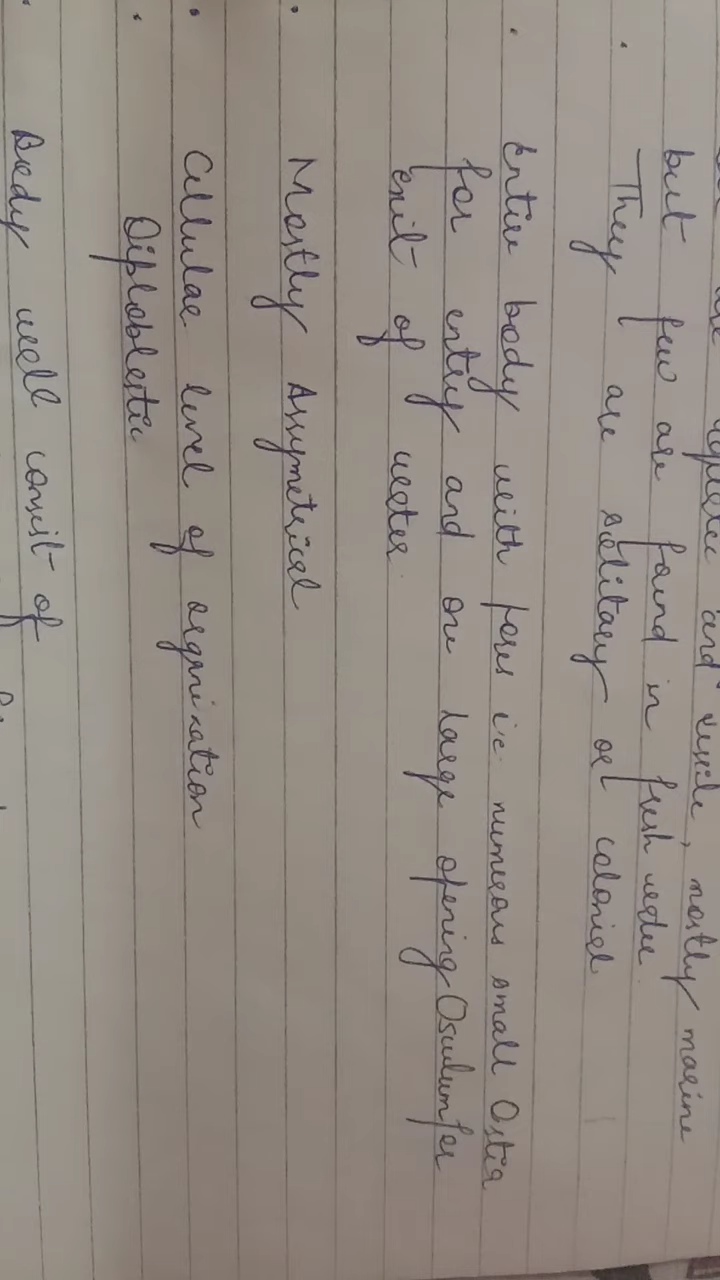 aquatic and sessile, mostly marine
but few are found in fresh water.
They are solitary or colonial
Entire body with pores i.e. numerous small Ostia
for entry and one large opening Osculum for
exit of water.
Mostly Assymetrical
Cellular level of organisation
Diploblastic
Body wall consist of